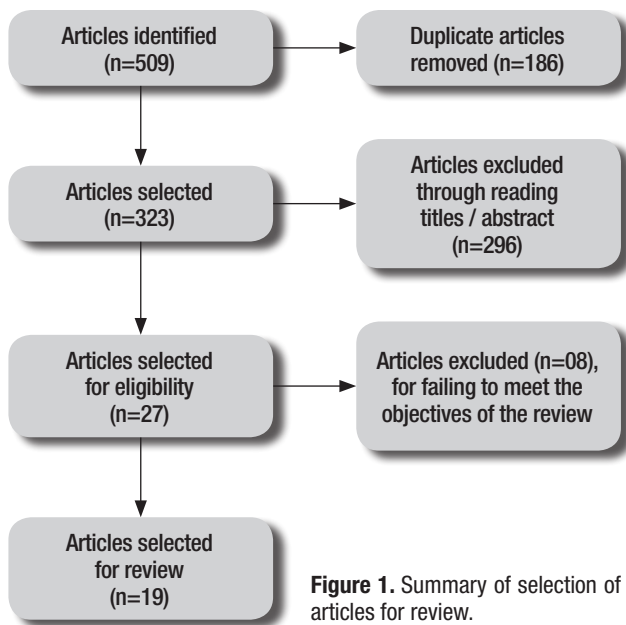 Articles identified
(n=509)
Duplicate articles
removed (n=186)
Articles selected
(n=323)
Articles excluded
through reading
titles / abstract
(n=296)
Articles selected
for eligibility
(n=27)
Articles excluded (n=08),
for failing to meet the
objectives of the review
Articles selected
for review
(n=19)
Figure 1. Summary of selection of
articles for review.